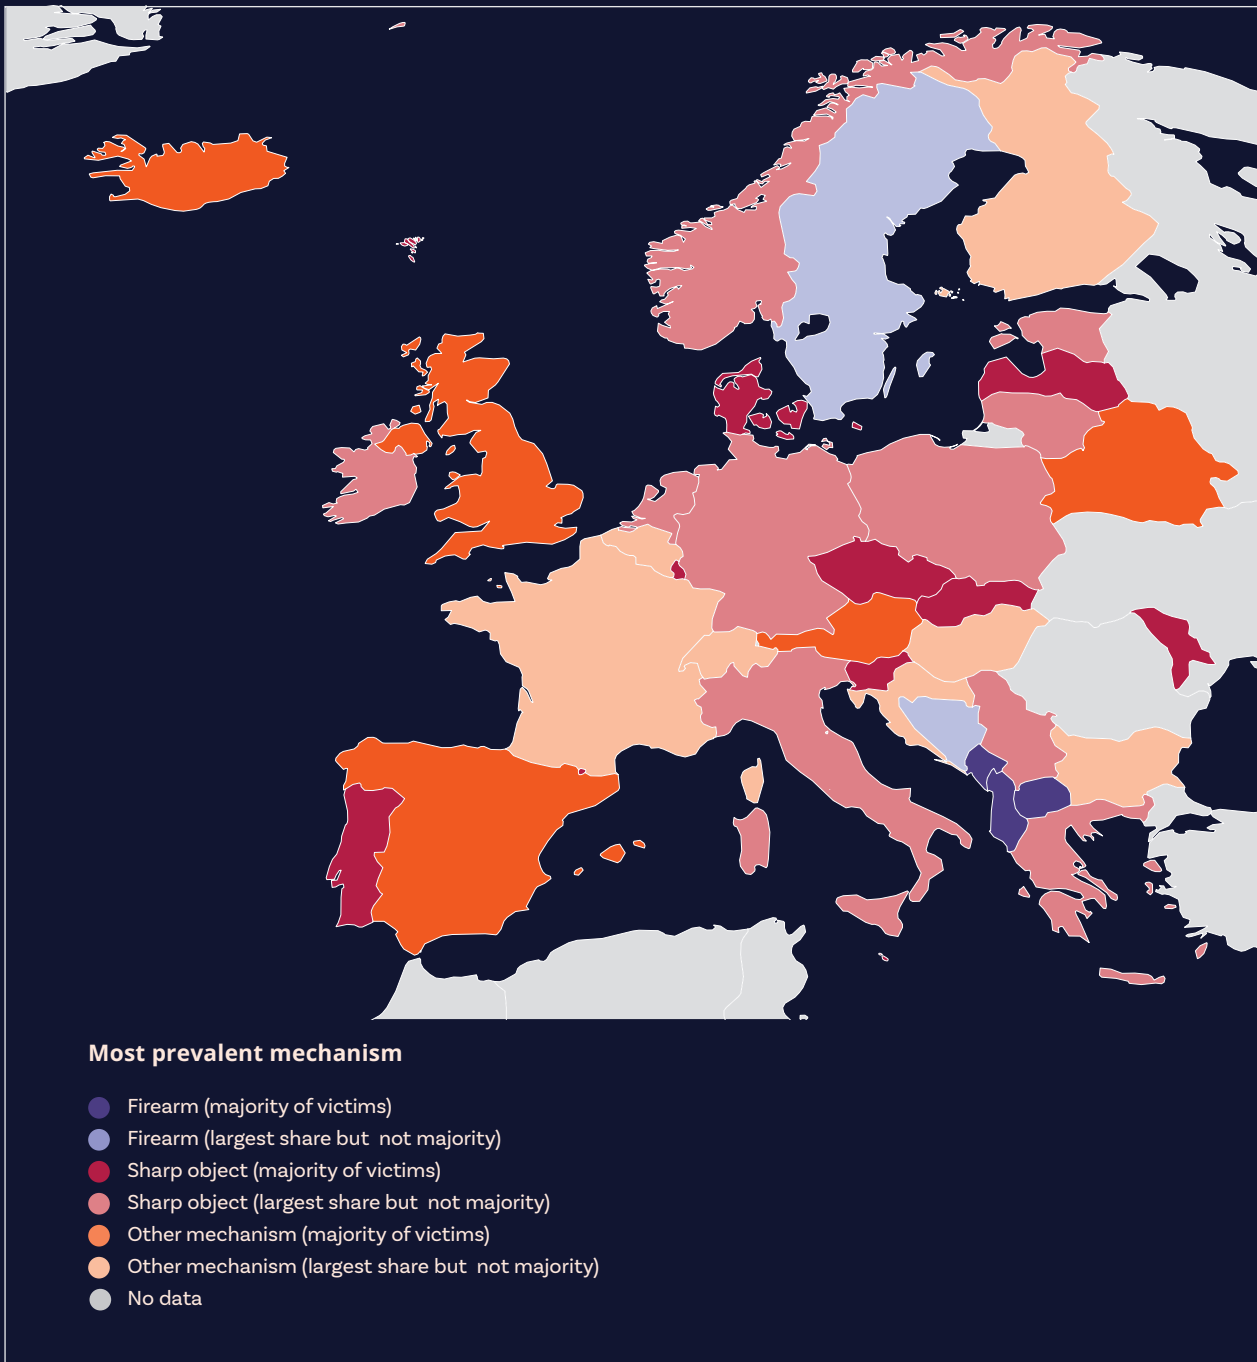 Most prevalent mechanism
Firearm (majority of victims)
Firearm (largest share but  not majority)
Sharp object (majority of victims)
Sharp object (largest share but  not majority)
Other mechanism (majority of victims)
Other mechanism (largest share but  not majority)
No data